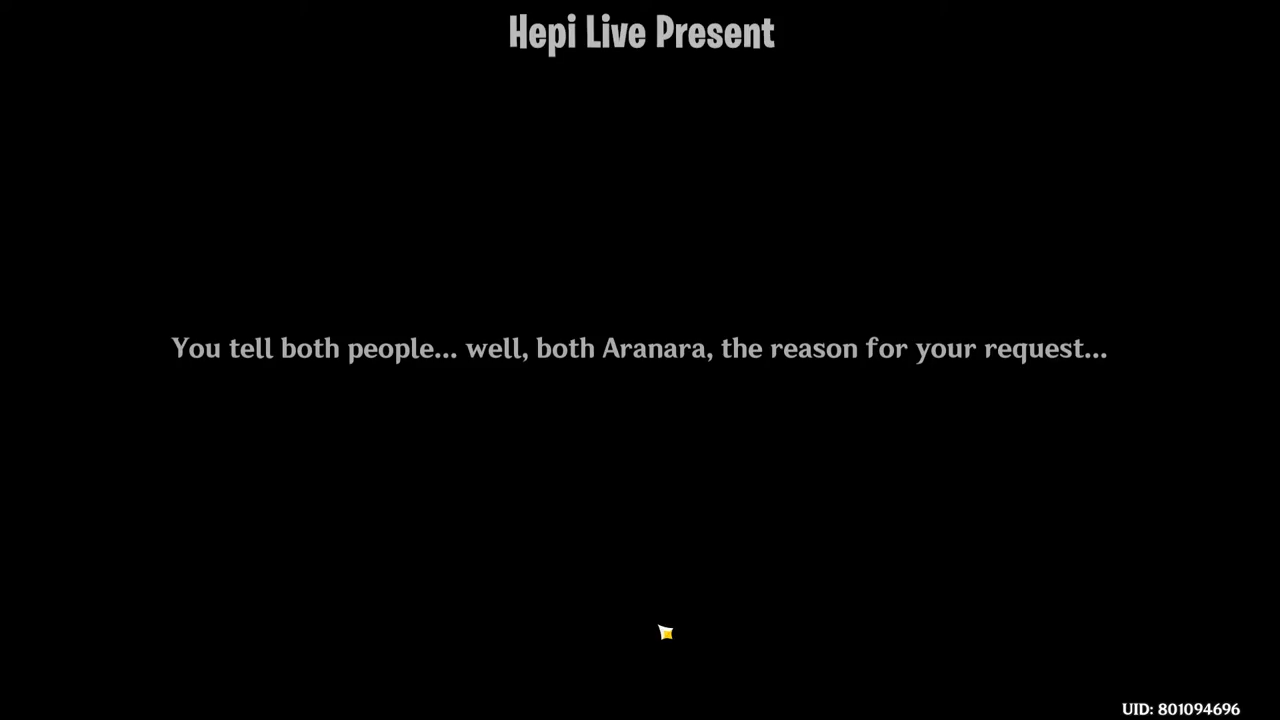 Hepi Live Present
You tell both people... well, both Aranara, the reason for your request...
UID: 801094696